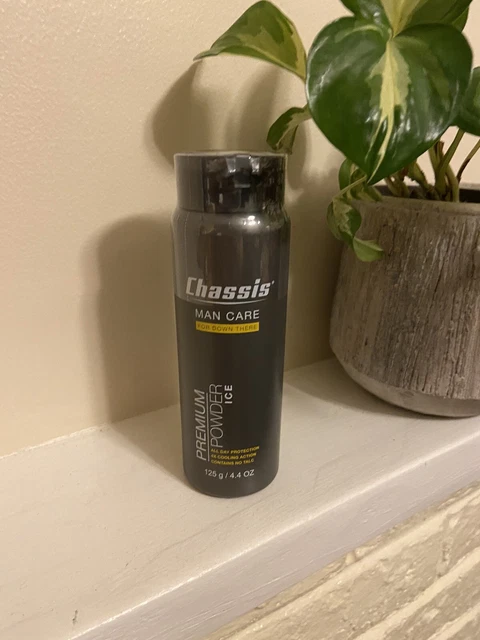 Chassis
MAN CARE
FOR DOWN THERE
PREMIUM
POWDER
ICE
ALL DAY PROTECTION
2X COOLING ACTION
CONTAINS NO TALC
125 g / 4.4 OZ